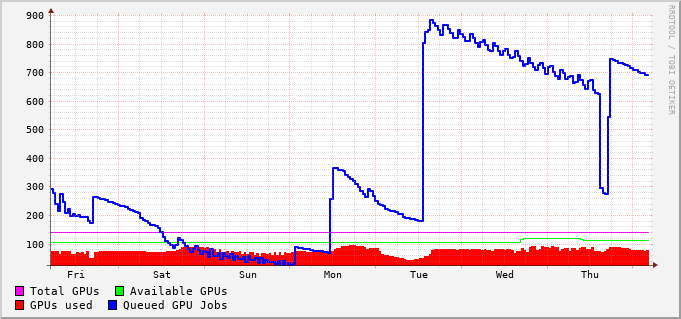 900
800
700
600
500
400
300
200
100
Fri Sat Sun Mon Tue Wed Thu
Total GPUs Available GPUs
GPUs used Queued GPU Jobs
RRDTOOL / TOBI OETIKER